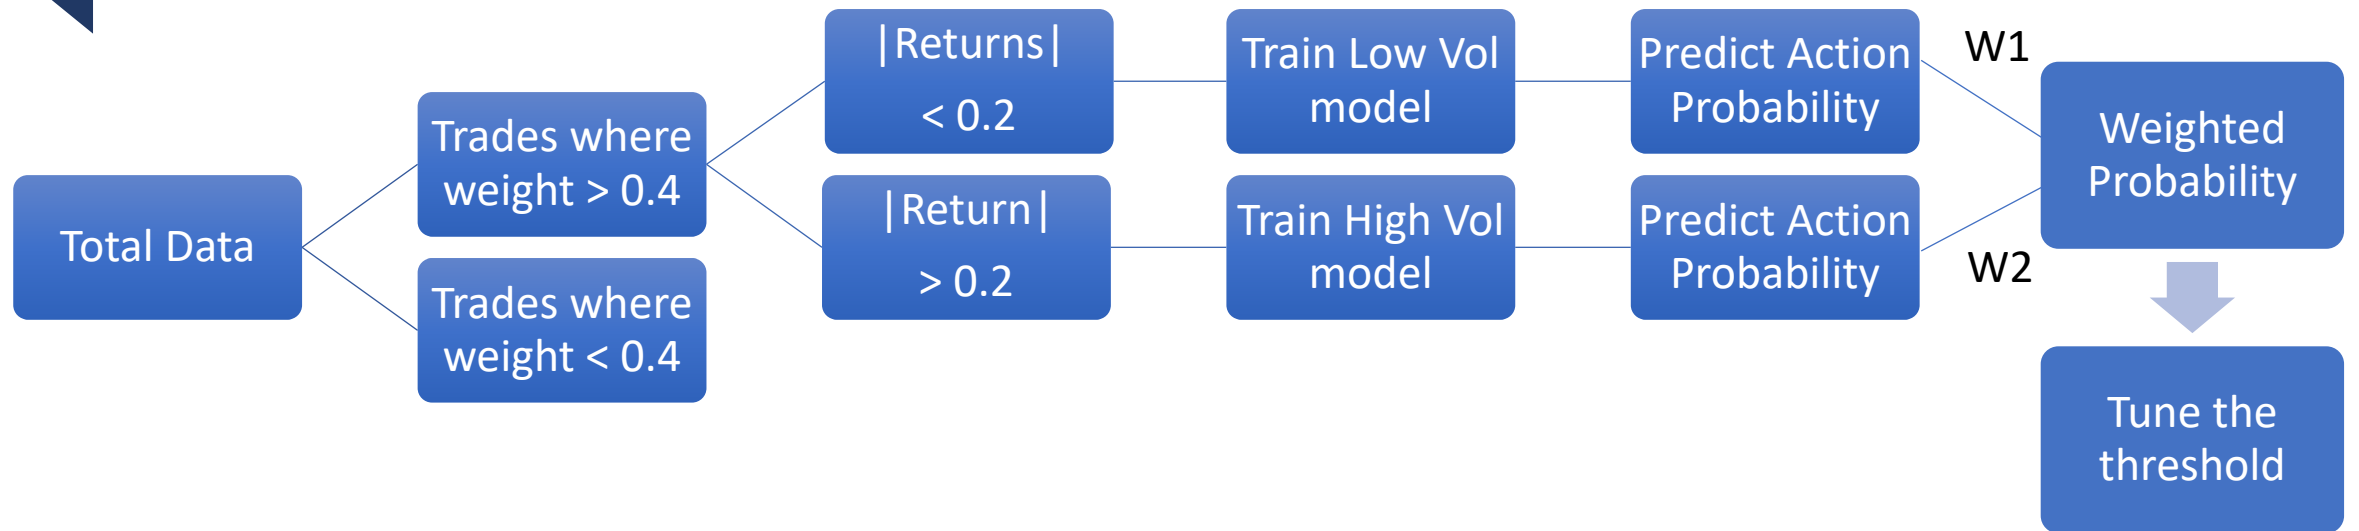 Total Data
Trades where
weight > 0.4
Trades where
weight < 0.4
|Returns|
< 0.2
|Return|
> 0.2
Train Low Vol
model
Train High Vol
model
Predict Action
Probability
Predict Action
Probability
W1
W2
Weighted
Probability
Tune the
threshold